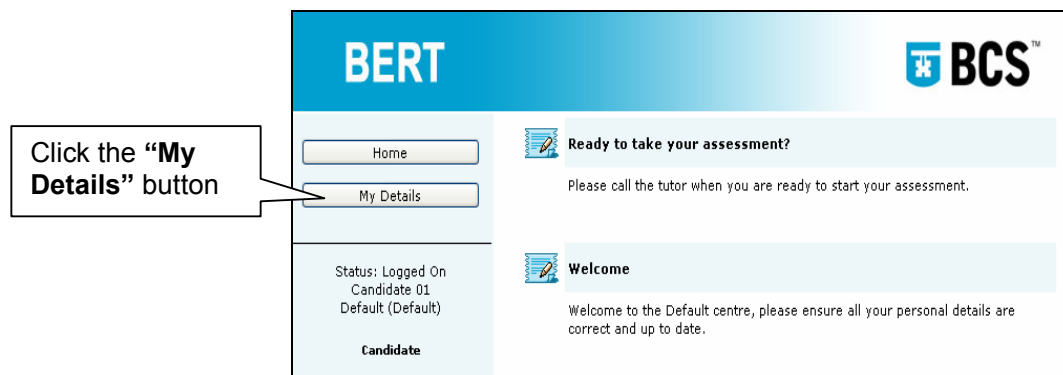 BERT
BCS™
Click the “My
Details” button
Home
My Details
Status: Logged On
Candidate 01
Default (Default)
Candidate
Ready to take your assessment?
Please call the tutor when you are ready to start your assessment.
Welcome
Welcome to the Default centre, please ensure all your personal details are
correct and up to date.